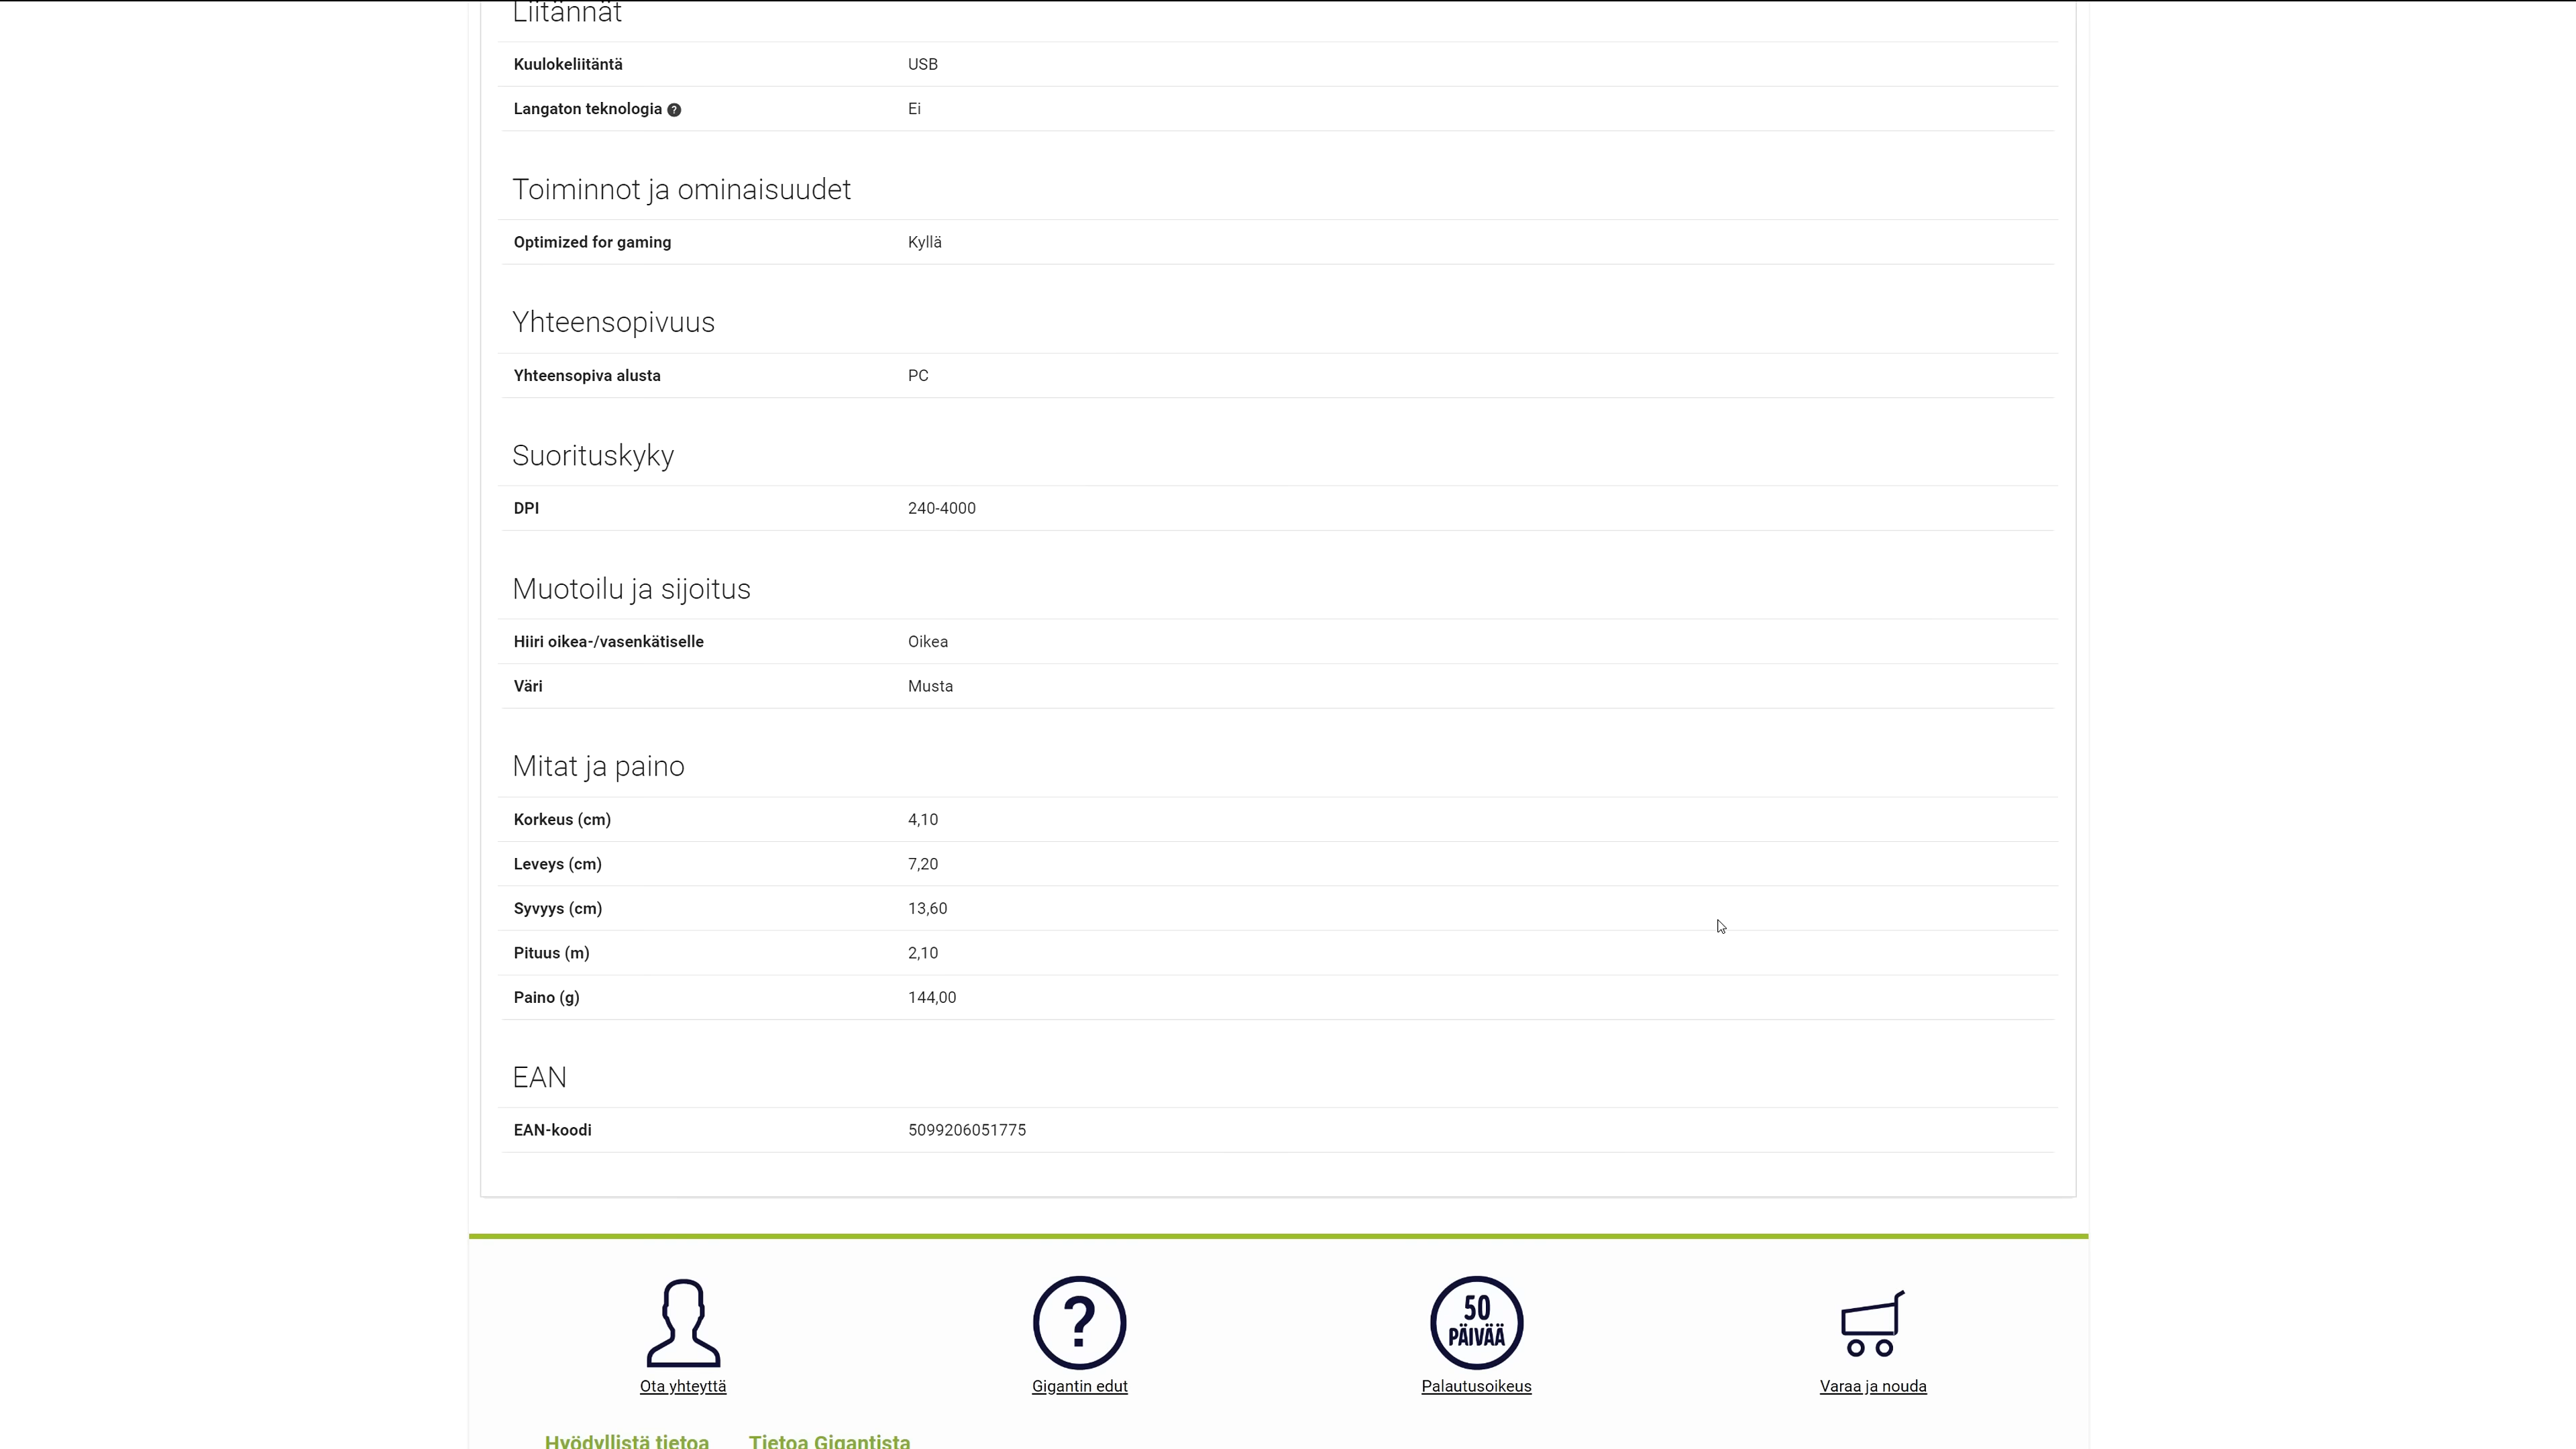 Liitännät
Kuulokeliitäntä USB
Langaton teknologia ? Ei
Toiminnot ja ominaisuudet
Optimized for gaming Kyllä
Yhteensopivuus
Yhteensopiva alusta PC
Suorituskyky
DPI 240-4000
Muotoilu ja sijoitus
Hiiri oikea-/vasenkätiselle Oikea
Väri Musta
Mitat ja paino
Korkeus (cm) 4,10
Leveys (cm) 7,20
Syvyys (cm) 13,60
Pituus (m) 2,10
Paino (g) 144,00
EAN
EAN-koodi 5099206051775
?
50
PÄIVÄÄ
Ota yhteyttä Gigantin edut Palautusoikeus Varaa ja nouda
Hyödyllistä tietoa Tietoa Gigantista